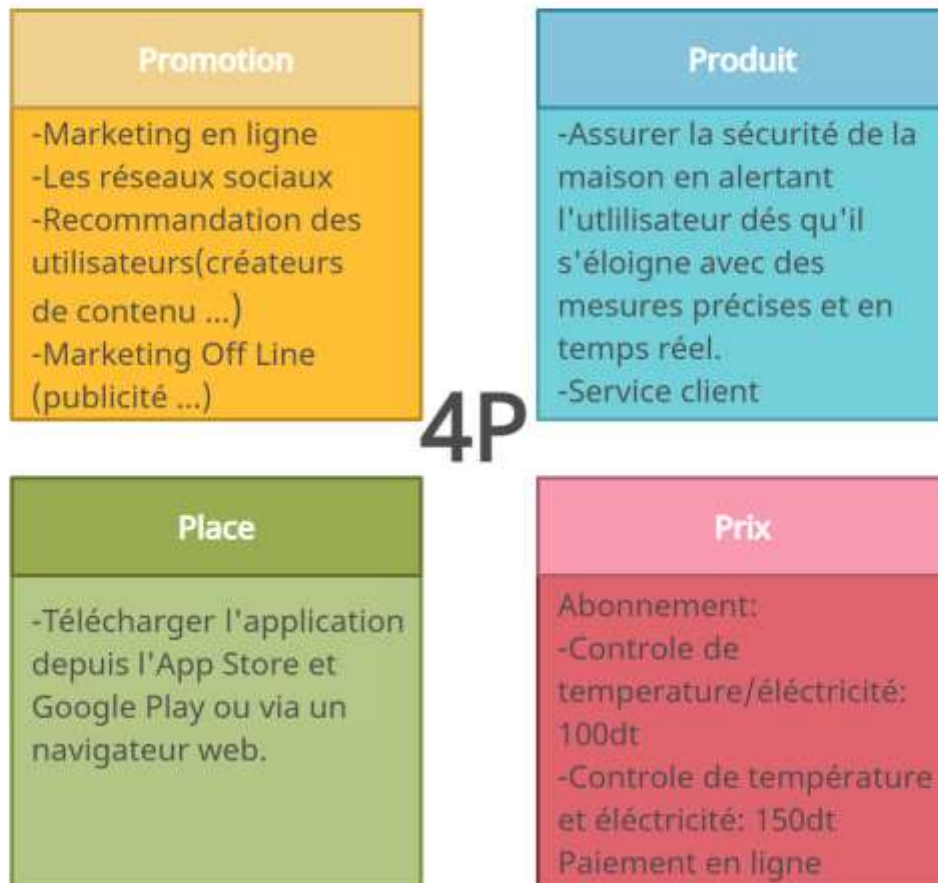 Promotion
-Marketing en ligne
-Les réseaux sociaux
-Recommandation des
utilisateurs(créateurs
de contenu ...)
-Marketing Off Line
(publicité ...)
Produit
-Assurer la sécurité de la
maison en alertant
l'utlilisateur dés qu'il
s'éloigne avec des
mesures précises et en
temps réel.
-Service client
4P
Place
-Télécharger l'application
depuis l'App Store et
Google Play ou via un
navigateur web.
Prix
Abonnement:
-Controle de
temperature/éléctricité:
100dt
-Controle de température
et éléctricité: 150dt
Paiement en ligne